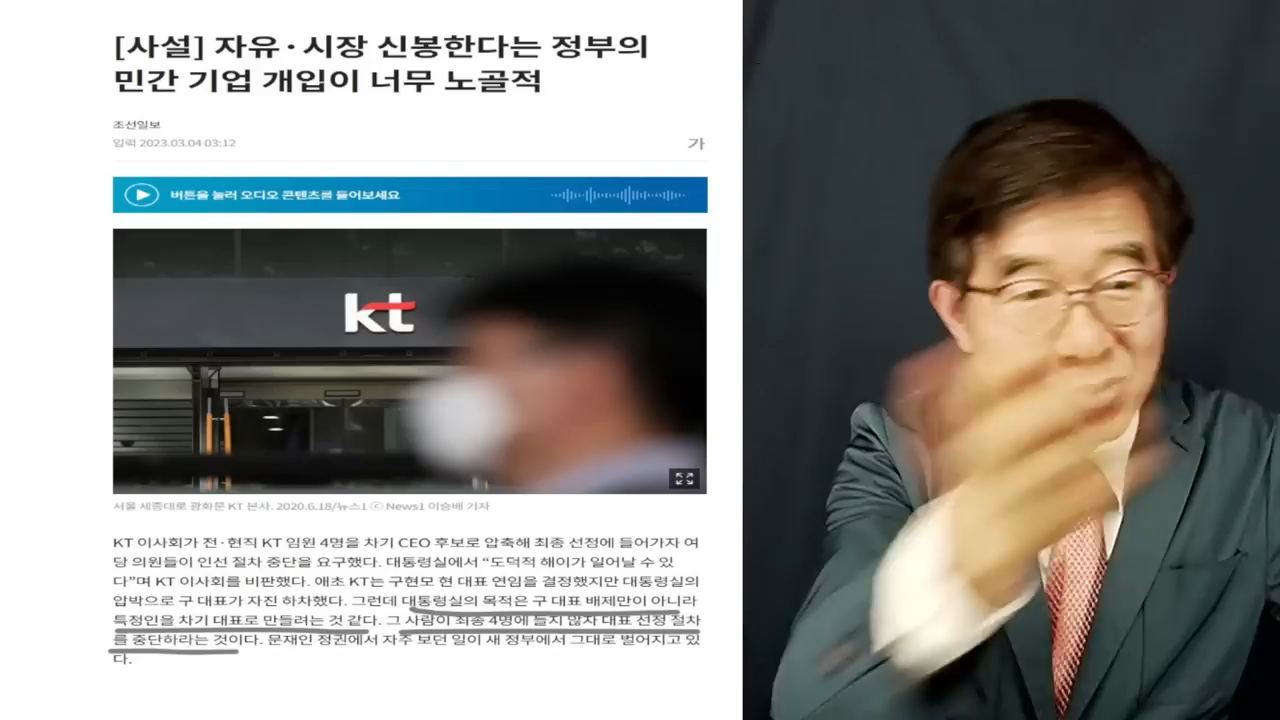 [사설] 자유·시장 신봉한다는 정부의
민간 기업 개입이 너무 노골적
조선일보
입력 2023.03.04 03:12
가
버튼을 눌러 오디오 콘텐츠를 들어보세요
kt
서울 세종대로 광화문 KT 본사. 2020.6.18/뉴스1 ⓒ News1 이승배 기자
KT 이사회가 전·현직 KT 임원 4명을 차기 CEO 후보로 압축해 최종 선정에 들어가자 여
당 의원들이 인선 절차 중단을 요구했다. 대통령실에서 “도덕적 해이가 일어날 수 있
다”며 KT 이사회를 비판했다. 애초 KT는 구현모 현 대표 연임을 결정했지만 대통령실의
압박으로 구 대표가 자진 하차했다. 그런데 대통령실의 목적은 구 대표 배제만이 아니라
특정인을 차기 대표로 만들려는 것 같다. 그 사람이 최종 4명에 들지 않자 대표 선정 절차
를 중단하라는 것이다. 문재인 정권에서 자주 보던 일이 새 정부에서 그대로 벌어지고 있
다.